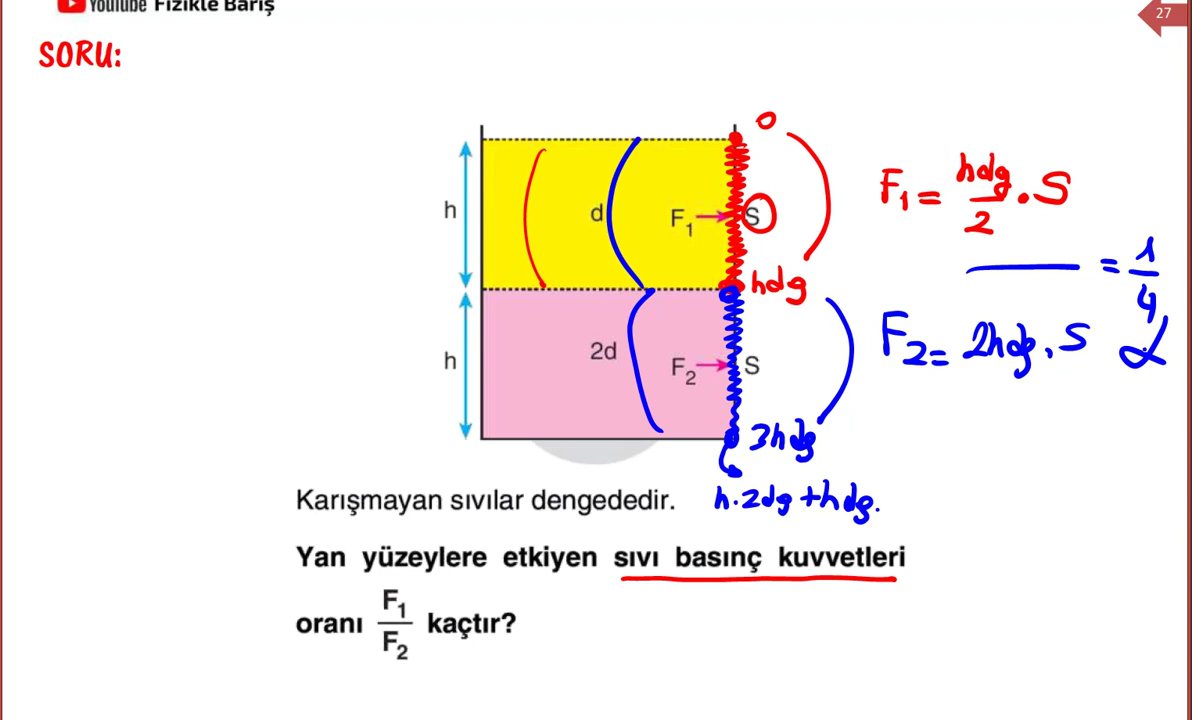 YouTube Fizikle Barış
27
SORU:
0
h
d
F₁
S
F₁ = hdg/2 . S
hdg
= 1/4
h
2d
F₂
S
F₂ = 2hdg . S
3hdg
h.2dg + hdg.
Karışmayan sıvılar dengededir.
Yan yüzeylere etkiyen sıvı basınç kuvvetleri
oranı F₁/F₂ kaçtır?